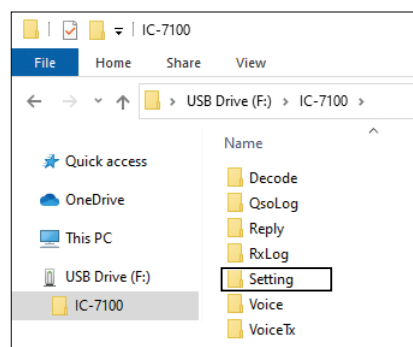 IC-7100
File Home Share View
USB Drive (F:) > IC-7100 >
Name
Quick access
OneDrive
This PC
USB Drive (F:)
IC-7100
Decode
QsoLog
Reply
RxLog
Setting
Voice
VoiceTx